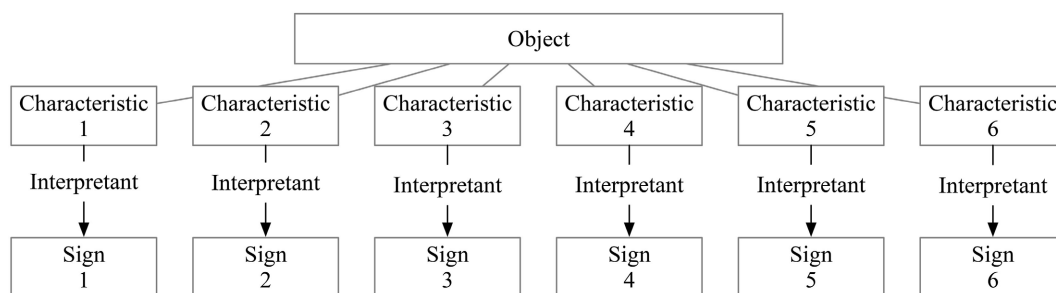 Object
Characteristic
1
Characteristic
2
Characteristic
3
Characteristic
4
Characteristic
5
Characteristic
6
Interpretant
Interpretant
Interpretant
Interpretant
Interpretant
Interpretant
Sign
1
Sign
2
Sign
3
Sign
4
Sign
5
Sign
6